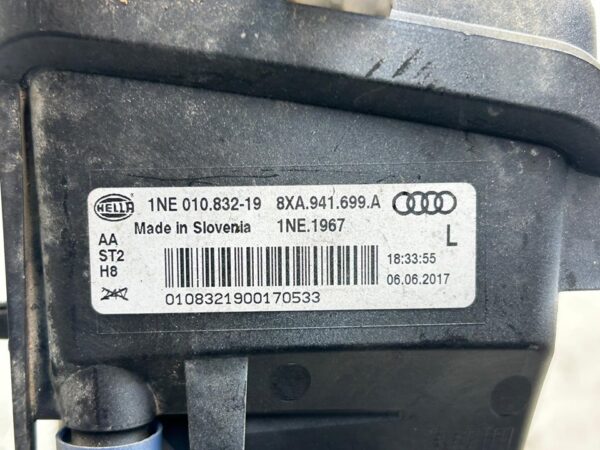 HELLA 1NE 010.832-19 8XA.941.699.A
Made in Slovenia 1NE.1967
L
AA
ST2
H8
18:33:55
06.06.2017
0108321900170533